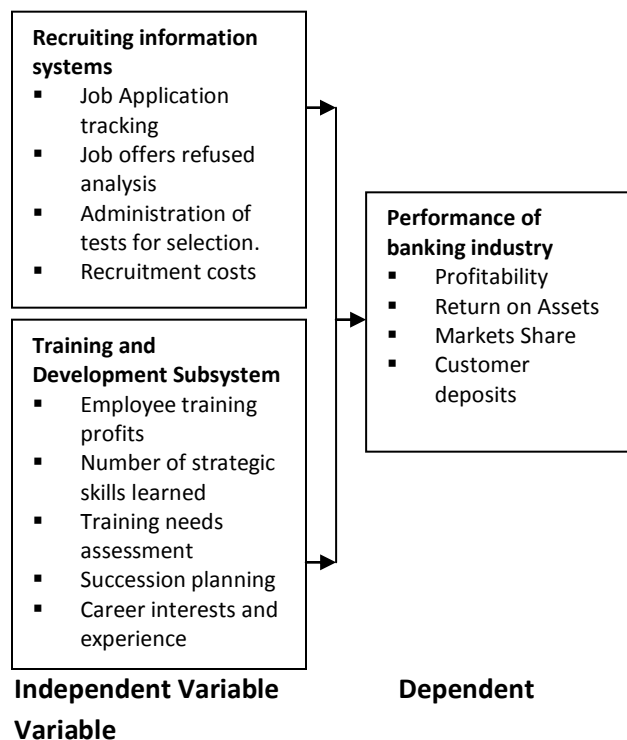 Recruiting information
systems
▪ Job Application
tracking
▪ Job offers refused
analysis
▪ Administration of
tests for selection.
▪ Recruitment costs
Training and
Development Subsystem
▪ Employee training
profits
▪ Number of strategic
skills learned
▪ Training needs
assessment
▪ Succession planning
▪ Career interests and
experience
Performance of
banking industry
▪ Profitability
▪ Return on Assets
▪ Markets Share
▪ Customer
deposits
Independent Variable Dependent
Variable